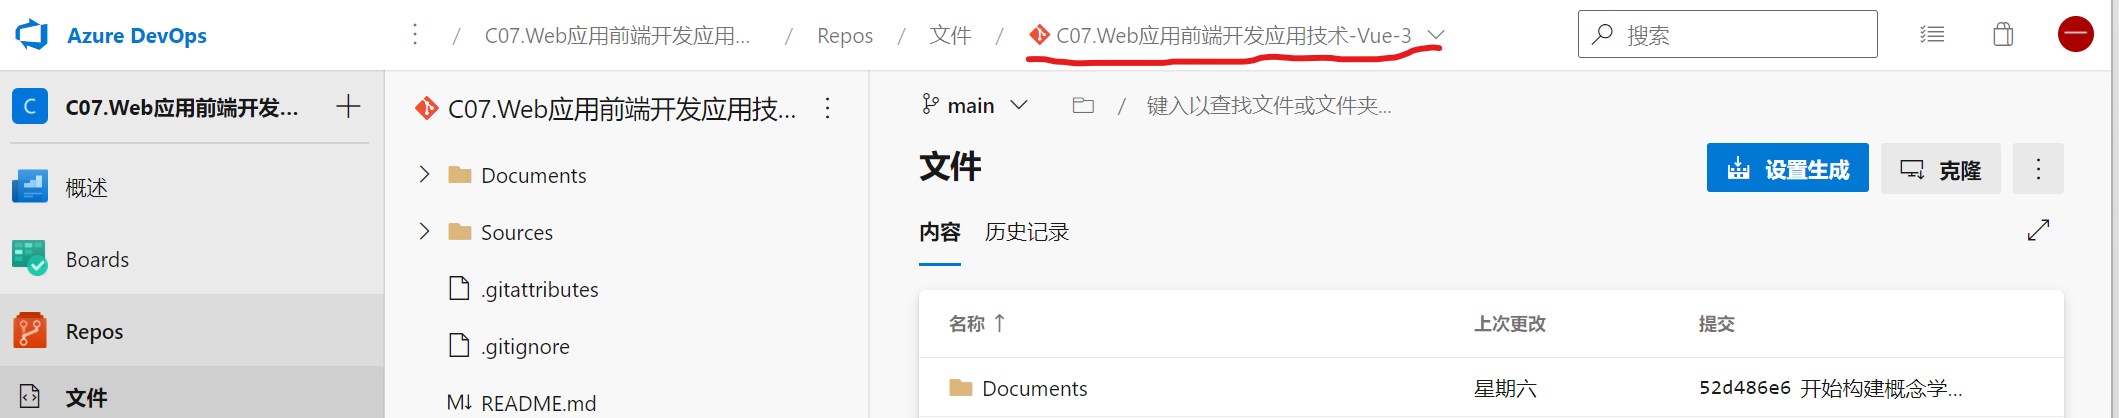 Azure DevOps
⋮ / C07.Web应用前端开发应用... / Repos / 文件 / C07.Web应用前端开发应用技术-Vue-3
搜索
C
C07.Web应用前端开发...
概述
Boards
Repos
文件
C07.Web应用前端开发应用技...
Documents
Sources
.gitattributes
.gitignore
M↓ README.md
main
/ 键入以查找文件或文件夹...
文件
设置生成
克隆
内容 历史记录
名称 ↑ 上次更改 提交
Documents 星期六 52d486e6 开始构建概念学...